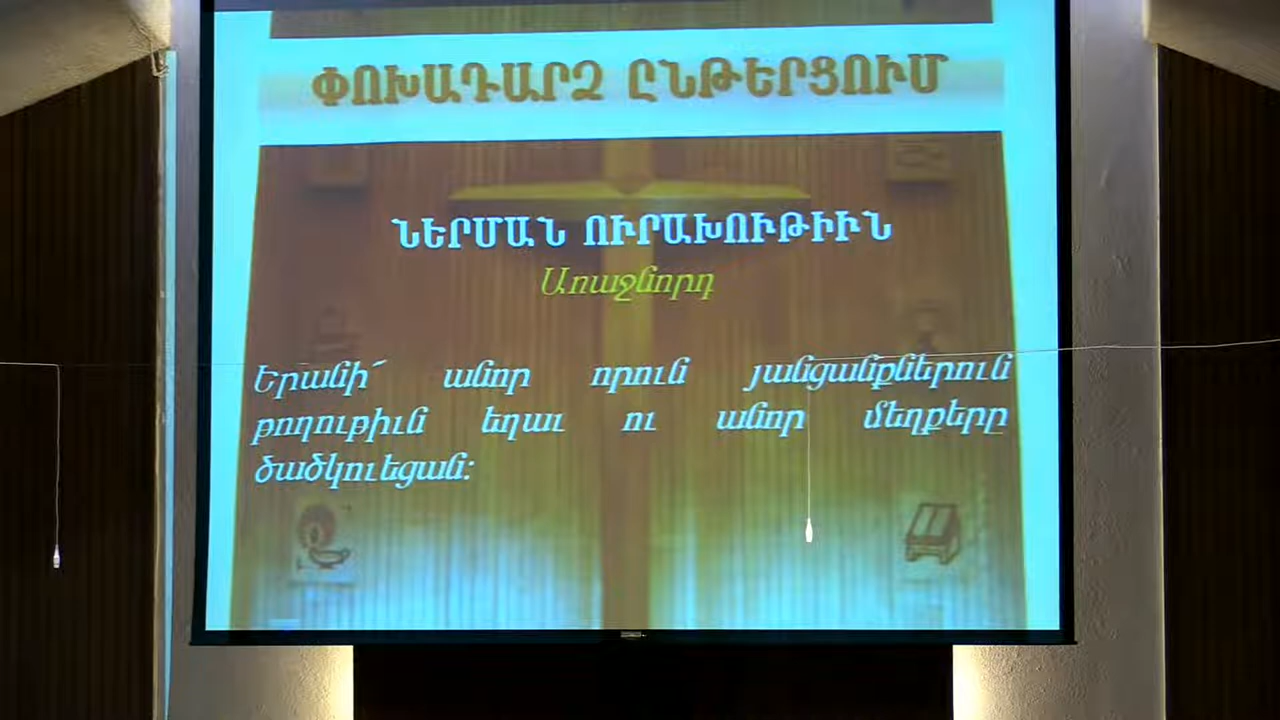 ՓՈԽԱԴԱՐՁ ԸՆԹԵՐՑՈՒՄ
ՆԵՐՄԱՆ ՈՒՐԱԽՈՒԹԻՒՆ
Առաջնորդ
Երանի՜ անոր որուն յանցանքներուն
թողութիւն եղաւ ու անոր մեղքերը
ծածկուեցան: